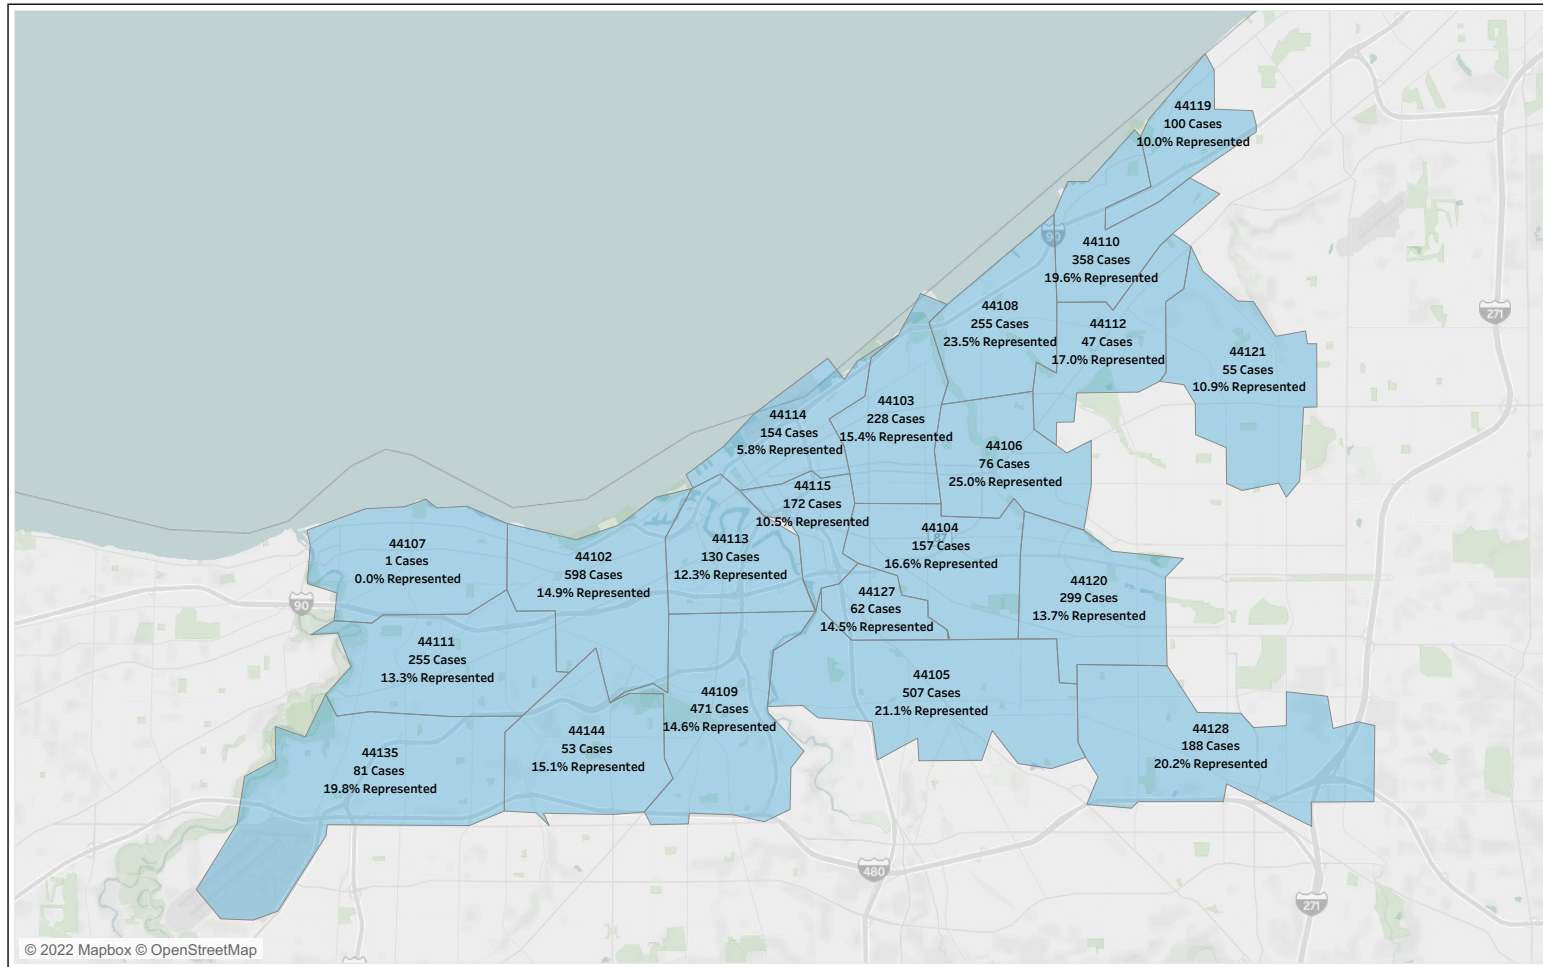 44119
100 Cases
10.0% Represented
44110
358 Cases
19.6% Represented
90
44108
255 Cases
23.5% Represented
44112
47 Cases
17.0% Represented
271
44121
55 Cases
10.9% Represented
44103
228 Cases
15.4% Represented
44114
154 Cases
5.8% Represented
44106
76 Cases
25.0% Represented
44115
172 Cases
10.5% Represented
44104
157 Cases
16.6% Represented
87
44113
130 Cases
12.3% Represented
44107
1 Cases
0.0% Represented
44102
598 Cases
14.9% Represented
90
44120
299 Cases
13.7% Represented
44127
62 Cases
14.5% Represented
44111
255 Cases
13.3% Represented
44105
507 Cases
21.1% Represented
44109
471 Cases
14.6% Represented
44144
53 Cases
15.1% Represented
44128
188 Cases
20.2% Represented
44135
81 Cases
19.8% Represented
480
271
© 2022 Mapbox © OpenStreetMap